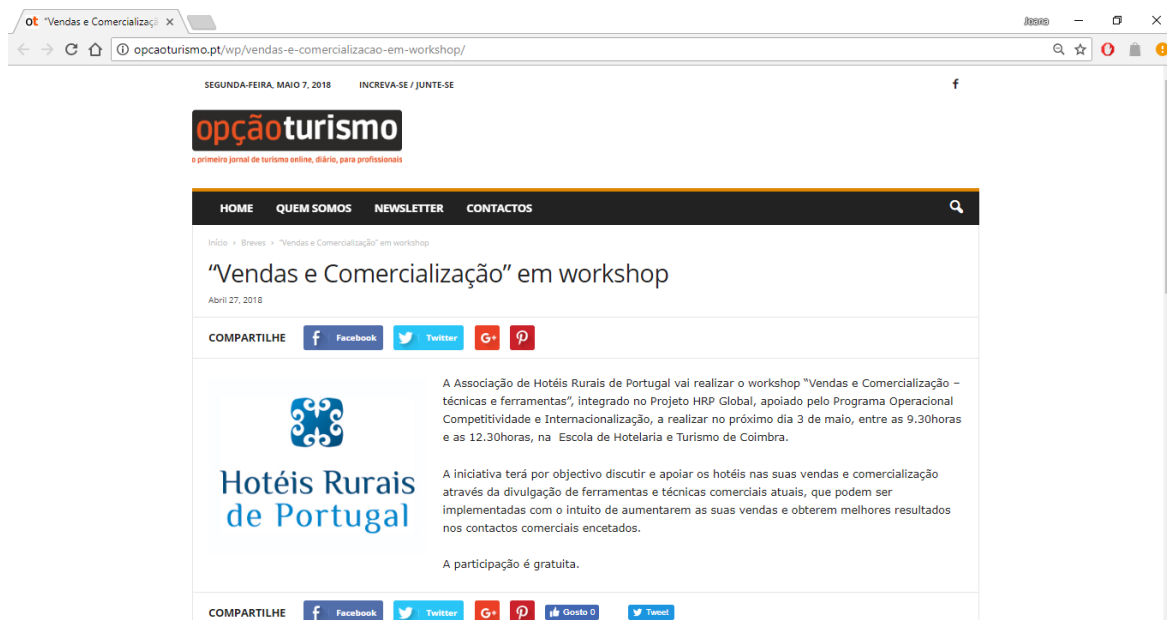 ot "Vendas e Comercializaçã
Joana
opcaoturismo.pt/wp/vendas-e-comercializacao-em-workshop/
SEGUNDA-FEIRA, MAIO 7, 2018 INCREVA-SE / JUNTE-SE
opçãoturismo
o primeiro jornal de turismo online, diário, para profissionais
HOME QUEM SOMOS NEWSLETTER CONTACTOS
Início › Breves › "Vendas e Comercialização" em workshop
“Vendas e Comercialização” em workshop
Abril 27, 2018
COMPARTILHE Facebook Twitter G+
Hotéis Rurais
de Portugal
A Associação de Hotéis Rurais de Portugal vai realizar o workshop “Vendas e Comercialização –
técnicas e ferramentas”, integrado no Projeto HRP Global, apoiado pelo Programa Operacional
Competitividade e Internacionalização, a realizar no próximo dia 3 de maio, entre as 9.30horas
e as 12.30horas, na Escola de Hotelaria e Turismo de Coimbra.
A iniciativa terá por objectivo discutir e apoiar os hotéis nas suas vendas e comercialização
através da divulgação de ferramentas e técnicas comerciais atuais, que podem ser
implementadas com o intuito de aumentarem as suas vendas e obterem melhores resultados
nos contactos comerciais encetados.
A participação é gratuita.
COMPARTILHE Facebook Twitter G+ Gosto 0 Tweet